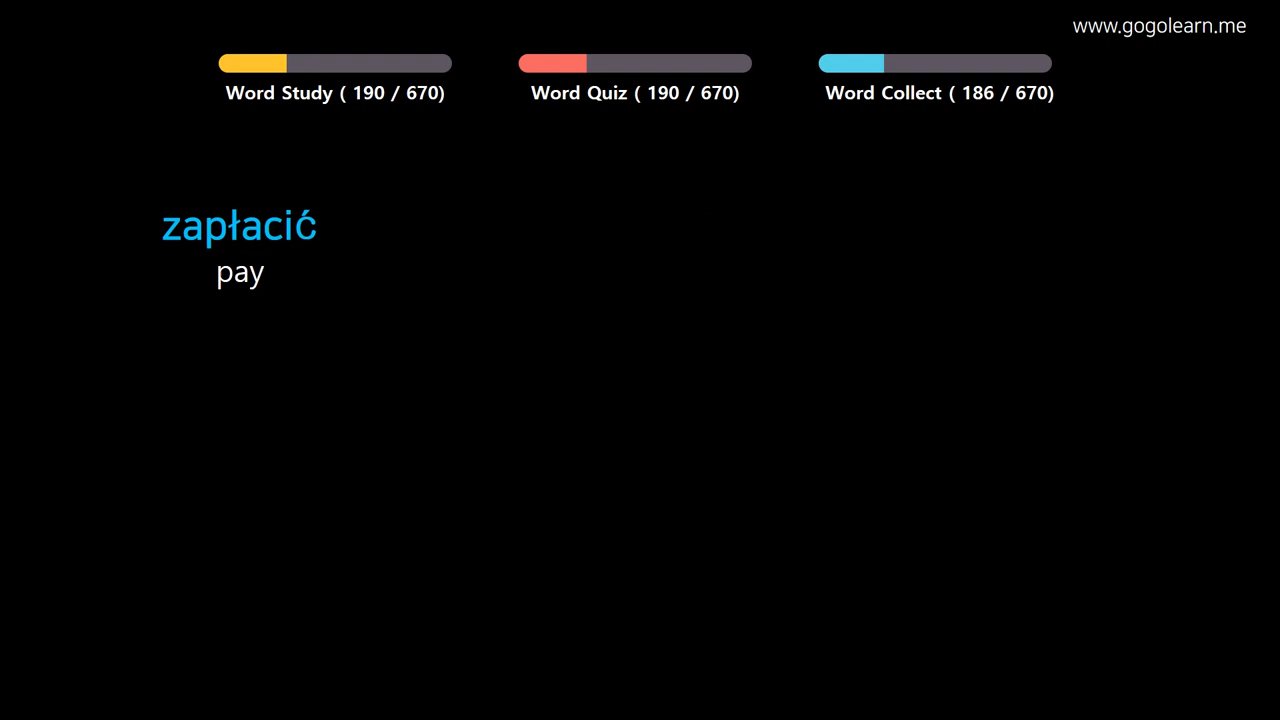 www.gogolearn.me
Word Study ( 190 / 670)
Word Quiz ( 190 / 670)
Word Collect ( 186 / 670)
zapłacić
pay